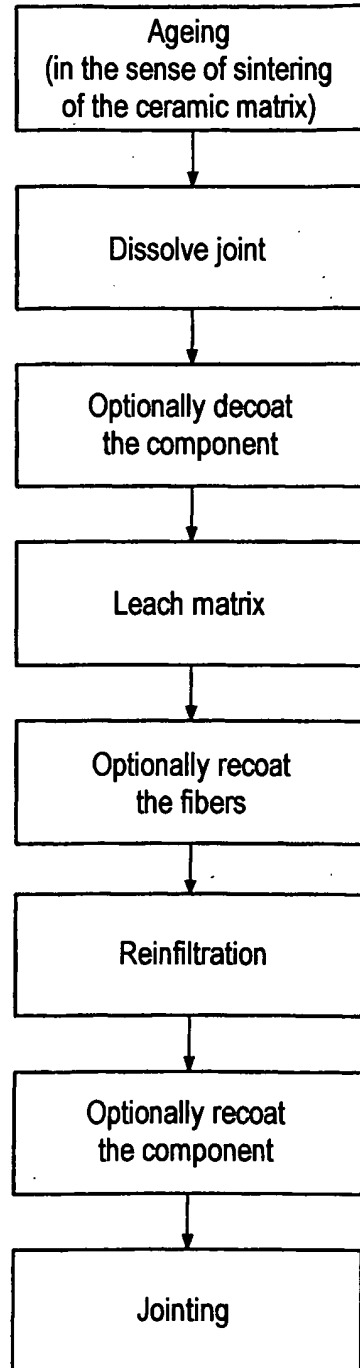 Ageing
(in the sense of sintering
of the ceramic matrix)
Dissolve joint
Optionally decoat
the component
Leach matrix
Optionally recoat
the fibers
Reinfiltration
Optionally recoat
the component
Jointing